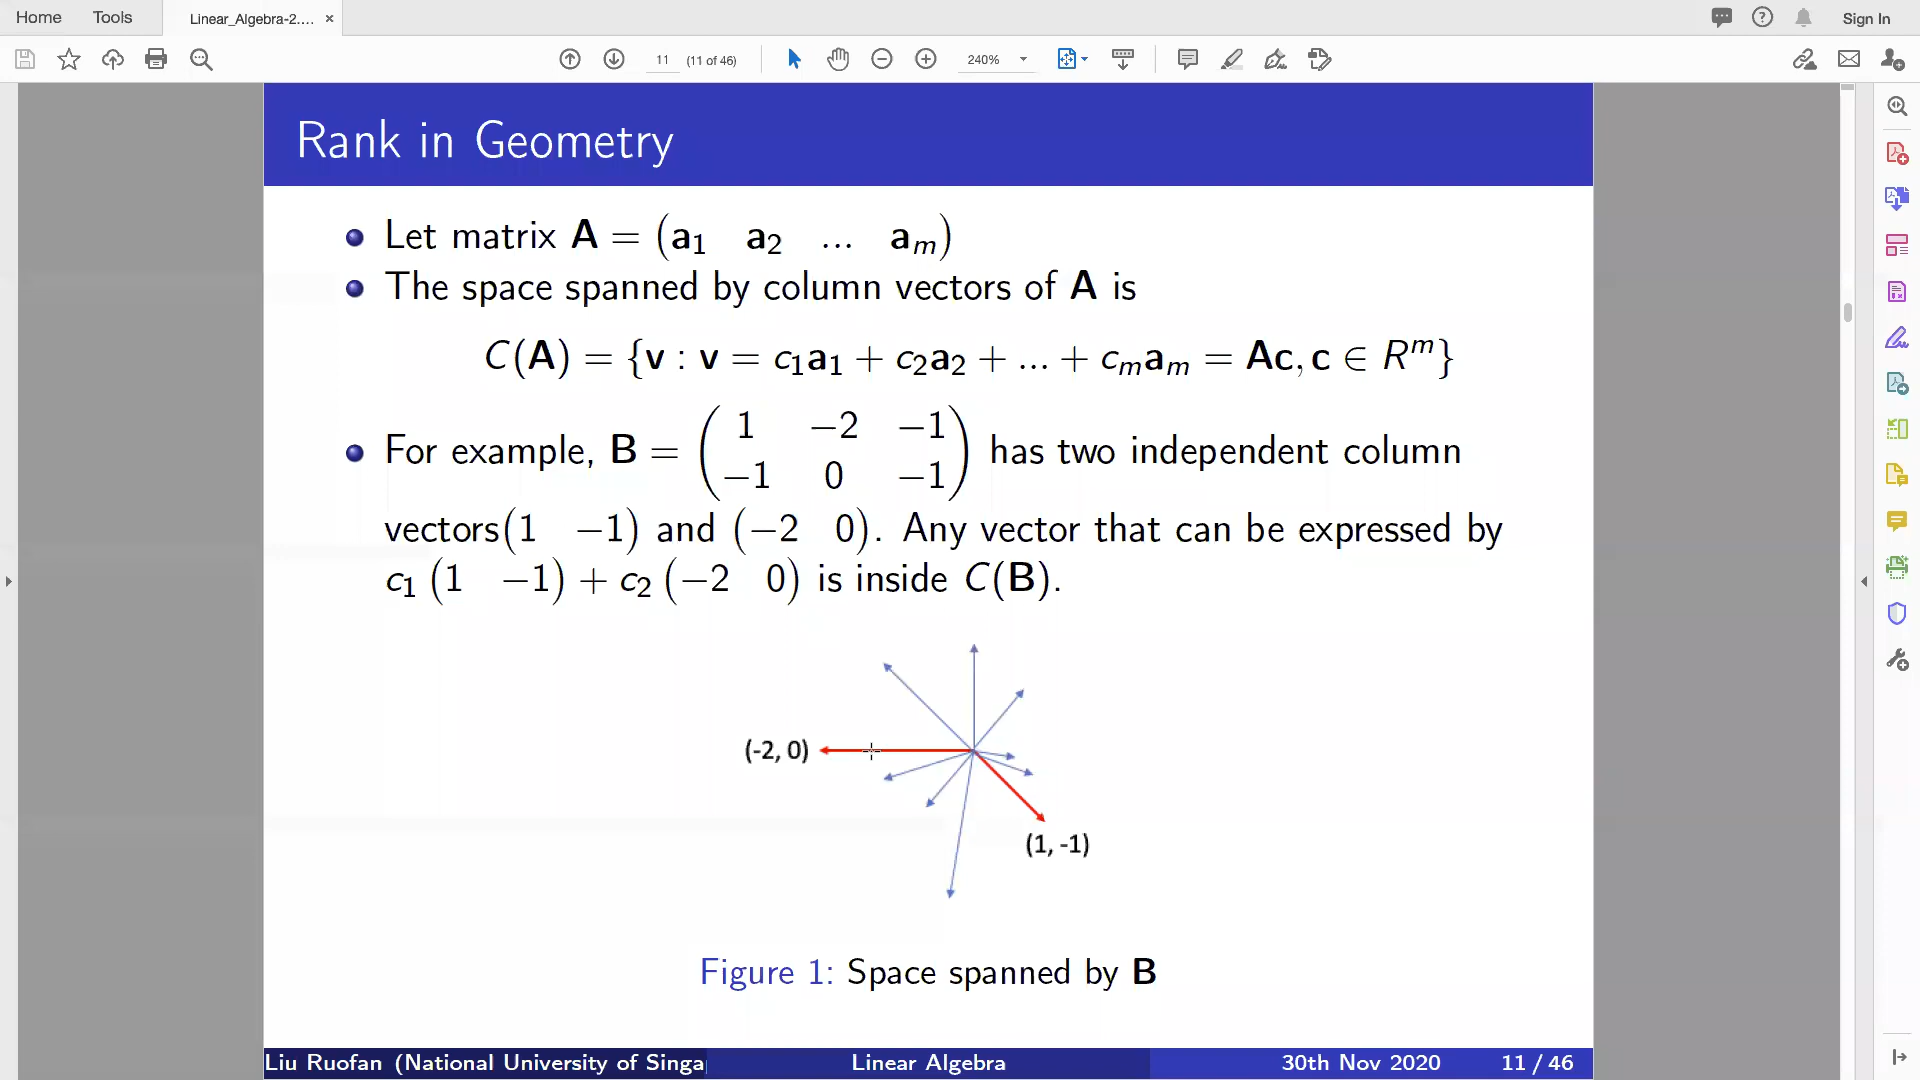 Home Tools Linear_Algebra-2.... × Sign In
11 (11 of 46) 240%
Rank in Geometry
Let matrix A = (a₁ a₂ ... aₘ)
The space spanned by column vectors of A is
C(A) = {v : v = c₁a₁ + c₂a₂ + ... + cₘaₘ = Ac, c ∈ Rᵐ}
For example, B = ( 1 −2 −1 ; −1 0 −1 ) has two independent column
vectors(1 −1) and (−2 0). Any vector that can be expressed by
c₁ (1 −1) + c₂ (−2 0) is inside C(B).
(-2, 0)
(1, -1)
Figure 1: Space spanned by B
Liu Ruofan (National University of Singa Linear Algebra 30th Nov 2020 11 / 46